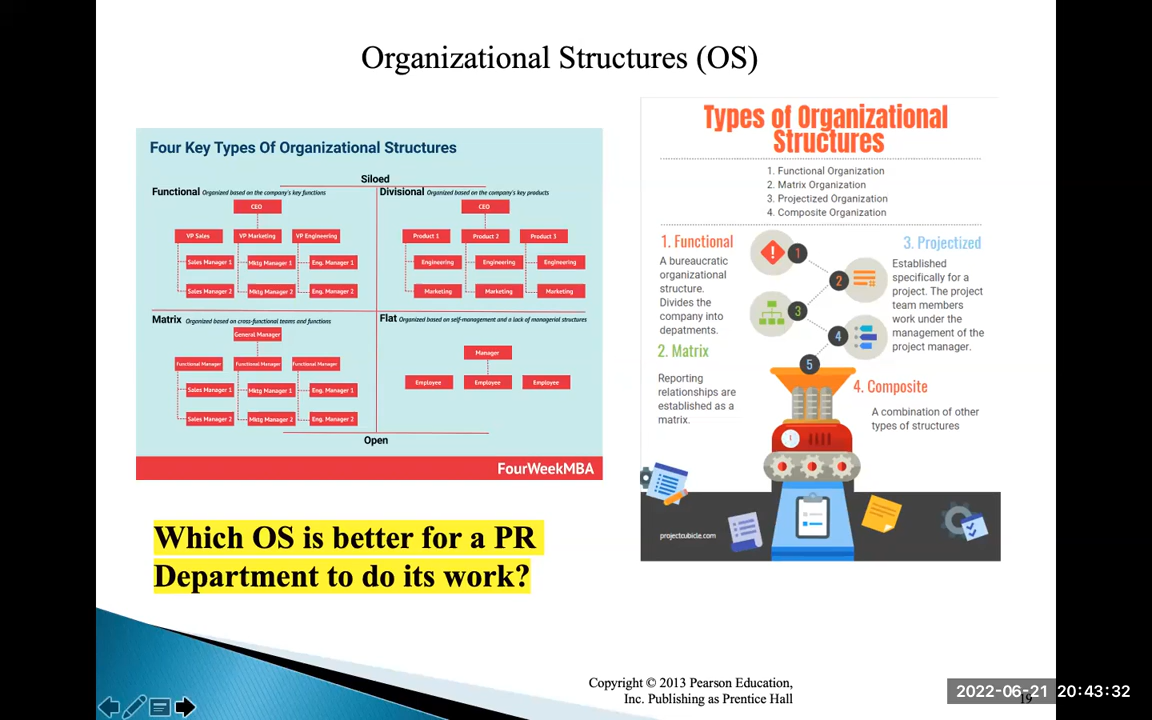 Organizational Structures (OS)
Four Key Types Of Organizational Structures
Siloed
Functional Organized based on the company's key functions
CEO
VP Sales VP Marketing VP Engineering
Sales Manager 1 Mktg Manager 1 Eng. Manager 1
Sales Manager 2 Mktg Manager 2 Eng. Manager 2
Divisional Organized based on the company's key products
CEO
Product 1 Product 2 Product 3
Engineering Engineering Engineering
Marketing Marketing Marketing
Matrix Organized based on cross-functional teams and functions
General Manager
Functional Manager Functional Manager Functional Manager
Sales Manager 1 Mktg Manager 1 Eng. Manager 1
Sales Manager 2 Mktg Manager 2 Eng. Manager 2
Flat Organized based on self-management and a lack of managerial structures
Manager
Employee Employee Employee
Open
FourWeekMBA
Types of Organizational
Structures
1. Functional Organization
2. Matrix Organization
3. Projectized Organization
4. Composite Organization
1. Functional
A bureaucratic
organizational
structure.
Divides the
company into
depatments.
2. Matrix
Reporting
relationships are
established as a
matrix.
1
2
3
4
5
3. Projectized
Established
specifically for a
project. The project
team members
work under the
management of the
project manager.
4. Composite
A combination of other
types of structures
projectcubicle.com
Which OS is better for a PR
Department to do its work?
Copyright © 2013 Pearson Education,
Inc. Publishing as Prentice Hall
19
2022-06-21 20:43:32